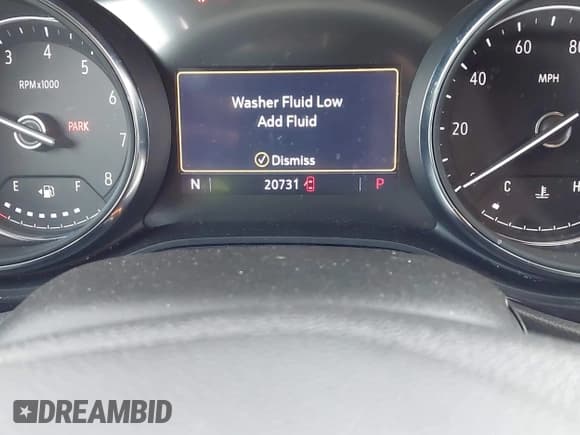 3 4 5 6 7 8
RPMx1000
PARK
E F
Washer Fluid Low
Add Fluid
Dismiss
N 20731 P
20 40 60 80
MPH
C H
DREAMBID